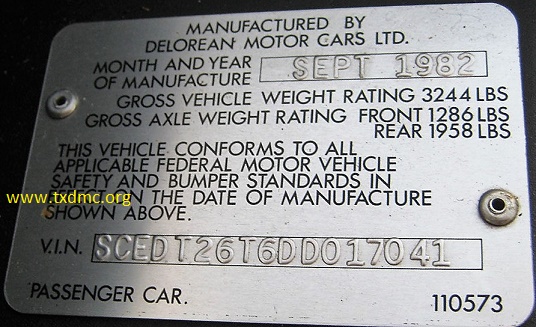 MANUFACTURED BY
DELOREAN MOTOR CARS LTD.
MONTH AND YEAR
OF MANUFACTURE SEPT 1982
GROSS VEHICLE WEIGHT RATING 3244 LBS
GROSS AXLE WEIGHT RATING FRONT 1286 LBS
REAR 1958 LBS
THIS VEHICLE CONFORMS TO ALL
APPLICABLE FEDERAL MOTOR VEHICLE
SAFETY AND BUMPER STANDARDS IN
www.txdmc.org ON THE DATE OF MANUFACTURE
SHOWN ABOVE.
V.I.N. SCEDT26T6DD017041
PASSENGER CAR. 110573